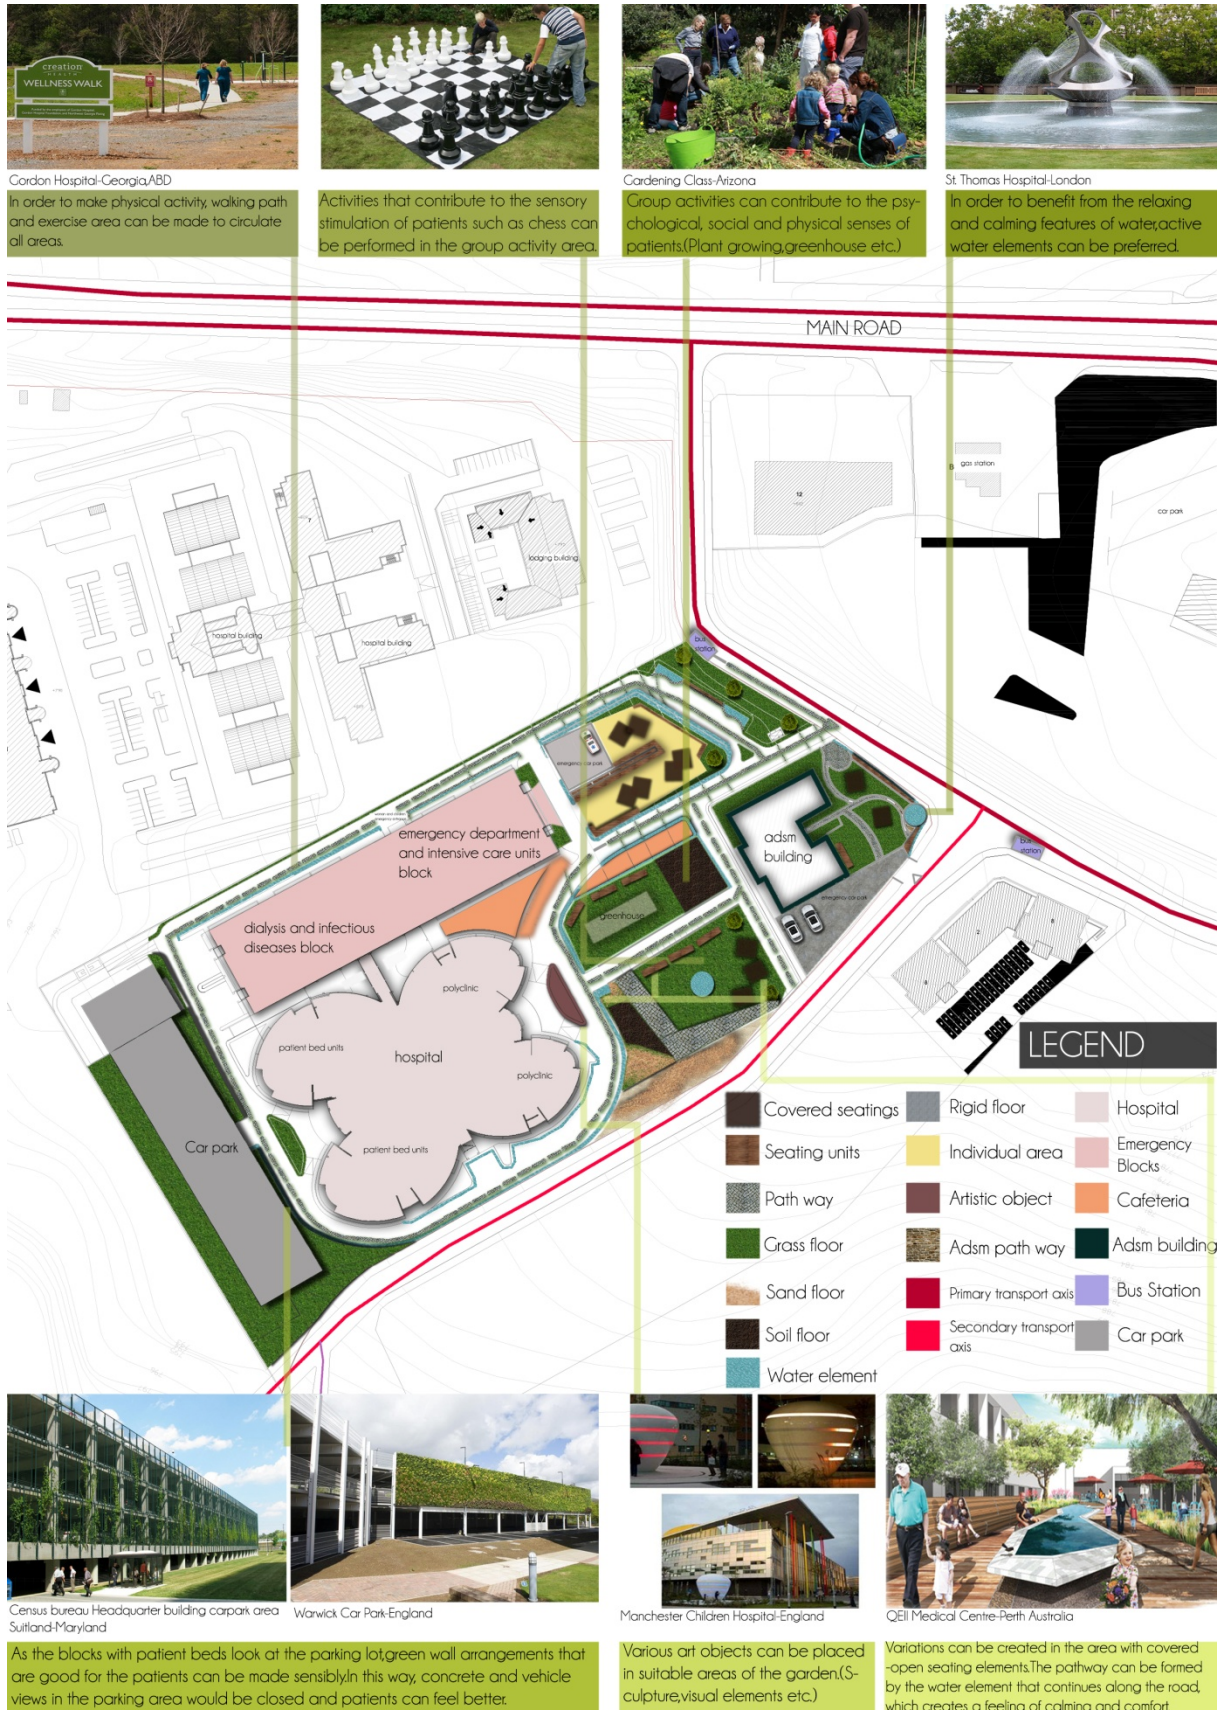 creation
HEALTH
WELLNESS WALK
Gordon Hospital-Georgia,ABD
In order to make physical activity, walking path
and exercise area can be made to circulate
all areas.
Activities that contribute to the sensory
stimulation of patients such as chess can
be performed in the group activity area.
Gardening Class-Arizona
Group activities can contribute to the psy-
chological, social and physical senses of
patients.(Plant growing,greenhouse etc.)
St. Thomas Hospital-London
In order to benefit from the relaxing
and calming features of water,active
water elements can be preferred.
MAIN ROAD
gas station
12
car park
lodging building
hospital building
hospital building
7
bus
station
emergency car park
emergency department
and intensive care units
block
adsm
building
bus
station
greenhouse
emergency car park
dialysis and infectious
diseases block
2
8
6
polyclinic
patient bed units
hospital
polyclinic
patient bed units
Car park
LEGEND
Covered seatings
Rigid floor
Hospital
Seating units
Individual area
Emergency
Blocks
Path way
Artistic object
Cafeteria
Grass floor
Adsm path way
Adsm building
Sand floor
Primary transport axis
Bus Station
Soil floor
Secondary transport
axis
Car park
Water element
Census bureau Headquarter building carpark area
Suitland-Maryland
Warwick Car Park-England
Manchester Children Hospital-England
QEII Medical Centre-Perth Australia
As the blocks with patient beds look at the parking lot,green wall arrangements that
are good for the patients can be made sensibly.In this way, concrete and vehicle
views in the parking area would be closed and patients can feel better.
Various art objects can be placed
in suitable areas of the garden.(S-
culpture,visual elements etc.)
Variations can be created in the area with covered
-open seating elements.The pathway can be formed
by the water element that continues along the road,
which creates a feeling of calming and comfort.